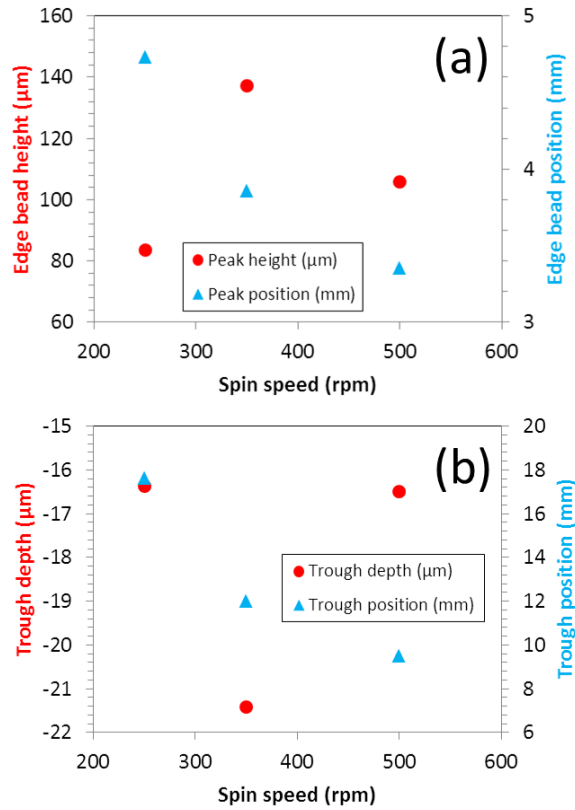 (a)
160
140
120
100
80
60
Edge bead height (µm)
5
4
3
Edge bead position (mm)
Peak height (µm)
Peak position (mm)
200 300 400 500 600
Spin speed (rpm)
(b)
-15
-16
-17
-18
-19
-20
-21
-22
Trough depth (µm)
20
18
16
14
12
10
8
6
Trough position (mm)
Trough depth (µm)
Trough position (mm)
200 300 400 500 600
Spin speed (rpm)